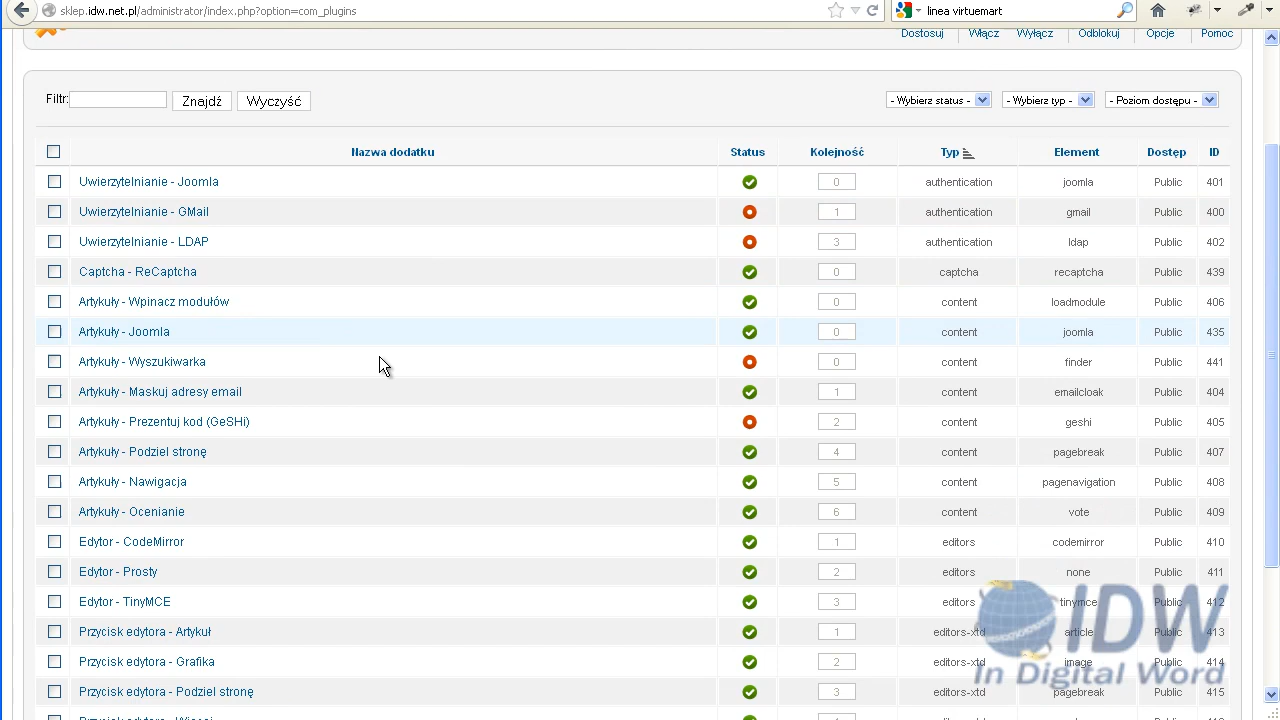 sklep.idw.net.pl/administrator/index.php?option=com_plugins
linea virtuemart
Dostosuj Włącz Wyłącz Odblokuj Opcje Pomoc
Filtr: Znajdź Wyczyść - Wybierz status - - Wybierz typ - - Poziom dostępu -
Nazwa dodatku Status Kolejność Typ Element Dostęp ID
Uwierzytelnianie - Joomla 0 authentication joomla Public 401
Uwierzytelnianie - GMail 1 authentication gmail Public 400
Uwierzytelnianie - LDAP 3 authentication ldap Public 402
Captcha - ReCaptcha 0 captcha recaptcha Public 439
Artykuły - Wpinacz modułów 0 content loadmodule Public 406
Artykuły - Joomla 0 content joomla Public 435
Artykuły - Wyszukiwarka 0 content finder Public 441
Artykuły - Maskuj adresy email 1 content emailcloak Public 404
Artykuły - Prezentuj kod (GeSHi) 2 content geshi Public 405
Artykuły - Podziel stronę 4 content pagebreak Public 407
Artykuły - Nawigacja 5 content pagenavigation Public 408
Artykuły - Ocenianie 6 content vote Public 409
Edytor - CodeMirror 1 editors codemirror Public 410
Edytor - Prosty 2 editors none Public 411
Edytor - TinyMCE 3 editors tinymce Public 412
Przycisk edytora - Artykuł 1 editors-xtd article Public 413
Przycisk edytora - Grafika 2 editors-xtd image Public 414
Przycisk edytora - Podziel stronę 3 editors-xtd pagebreak Public 415
IDW
in Digital Word